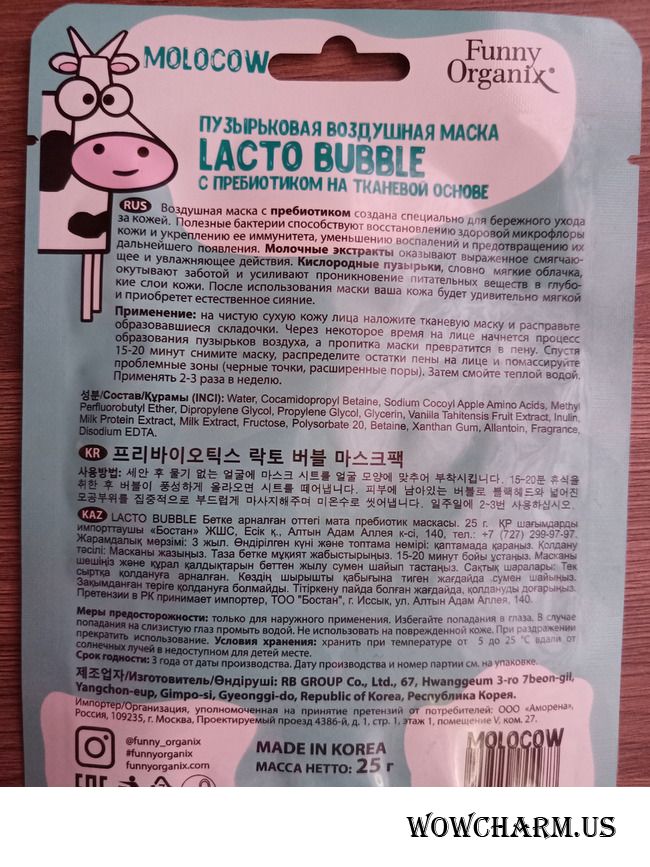 MOLOCOW
Funny
Organix
ПУЗЫРЬКОВАЯ ВОЗДУШНАЯ МАСКА
LACTO BUBBLE
С ПРЕБИОТИКОМ НА ТКАНЕВОЙ ОСНОВЕ
RUS Воздушная маска с пребиотиком создана специально для бережного ухода
за кожей. Полезные бактерии способствуют восстановлению здоровой микрофлоры
кожи и укреплению ее иммунитета, уменьшению воспалений и предотвращению их
дальнейшего появления. Молочные экстракты оказывают выраженное смягчаю-
щее и увлажняющее действия. Кислородные пузырьки, словно мягкие облачка,
окутывают заботой и усиливают проникновение питательных веществ в глубо-
кие слои кожи. После использования маски ваша кожа будет удивительно мягкой
и приобретет естественное сияние.
Применение: на чистую сухую кожу лица наложите тканевую маску и расправьте
образовавшиеся складочки. Через некоторое время на лице начнется процесс
образования пузырьков воздуха, а пропитка маски превратится в пену. Спустя
15-20 минут снимите маску, распределите остатки пены на лице и помассируйте
проблемные зоны (черные точки, расширенные поры). Затем смойте теплой водой.
Применять 2-3 раза в неделю.
성분/Состав/Құрамы (INCI): Water, Cocamidopropyl Betaine, Sodium Cocoyl Apple Amino Acids, Methyl
Perfluorobutyl Ether, Dipropylene Glycol, Propylene Glycol, Glycerin, Vanilla Tahitensis Fruit Extract, Inulin,
Milk Protein Extract, Milk Extract, Fructose, Polysorbate 20, Betaine, Xanthan Gum, Allantoin, Fragrance,
Disodium EDTA.
KR 프리바이오틱스 락토 버블 마스크팩
사용방법: 세안 후 물기 없는 얼굴에 마스크 시트를 얼굴 모양에 맞추어 부착시킵니다. 15-20분 휴식을
취한 후 버블이 풍성하게 올라오면 시트를 떼어냅니다. 피부에 남아있는 버블로 블랙헤드와 넓어진
모공부위를 집중적으로 부드럽게 마사지해주며 미온수로 씻어냅니다. 일주일에 2~3번 사용하십시오.
KAZ LACTO BUBBLE Бетке арналған оттегі мата пребиотик маскасы. 25 г. ҚР шағымдарды
импорттаушы «Бостан» ЖШС, Есік қ., Алтын Адам Аллея к-сі, 140, тел.: +7 (727) 299-97-97.
Жарамдалық мерзімі: 3 жыл. Өндірілген күні және топтама нөмірі: қаптамада қараңыз. Қолдану
тәсілі: Масканы жазыңыз. Таза бетке мұқият жабыстырыңыз. 15-20 минут бойы ұстаңыз. Масканы
шешіңіз және құрал қалдықтарын беттен жылу сумен шайып тастаңыз. Сақтық шаралары: Тек
сыртқа қолдануға арналған. Көздің шырышты қабығына тиген жағдайда сумен шайыңыз.
Зақымданған теріге қолдануға болмайды. Тітіркену пайда болған жағдайда, қолдануды доғарыңыз.
Претензии в РК принимает импортер, ТОО "Бостан", г. Иссык, ул. Алтын Адам Аллея, 140.
Меры предосторожности: только для наружного применения. Избегайте попадания в глаза. В случае
попадания на слизистую глаз промыть водой. Не использовать на поврежденной коже. При раздражении
прекратить использование. Условия хранения: хранить при температуре от 5 до 25 °С вдали от
солнечных лучей в недоступном для детей месте.
Срок годности: 3 года от даты производства. Дату производства и номер партии см. на упаковке.
제조업자/Изготовитель/Өндіруші: RB GROUP Co., Ltd., 67, Hwanggeum 3-ro 7beon-gil,
Yangchon-eup, Gimpo-si, Gyeonggi-do, Republic of Korea, Республика Корея.
Импортер/Организация, уполномоченная на принятие претензий от потребителей: ООО «Аморена»,
Россия, 109235, г. Москва, Проектируемый проезд 4386-й, д. 1, стр. 1, этаж 1, помещение V, ком. 27.
@funny_organix
#funnyorganix
funnyorganix.com
MADE IN KOREA
МАССА НЕТТО: 25 г
MOLOCOW
EAC
WOWCHARM.US